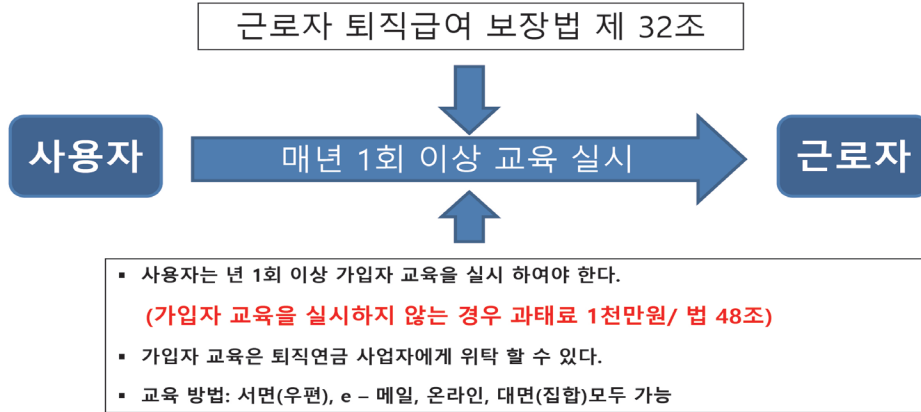 근로자 퇴직급여 보장법 제 32조
사용자
매년 1회 이상 교육 실시
근로자
▪ 사용자는 년 1회 이상 가입자 교육을 실시 하여야 한다.
(가입자 교육을 실시하지 않는 경우 과태료 1천만원/ 법 48조)
▪ 가입자 교육은 퇴직연금 사업자에게 위탁 할 수 있다.
▪ 교육 방법: 서면(우편), e – 메일, 온라인, 대면(집합)모두 가능